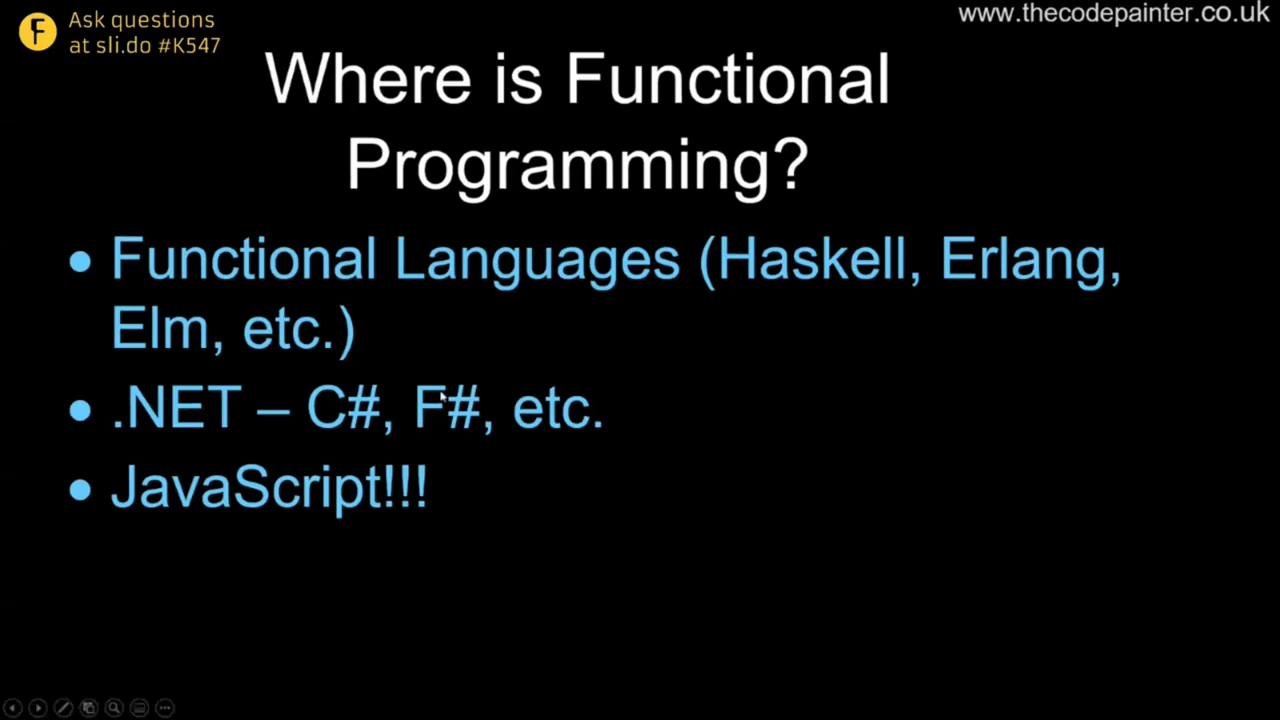 F
Ask questions
at sli.do #K547
www.thecodepainter.co.uk
Where is Functional
Programming?
• Functional Languages (Haskell, Erlang,
Elm, etc.)
• .NET – C#, F#, etc.
• JavaScript!!!